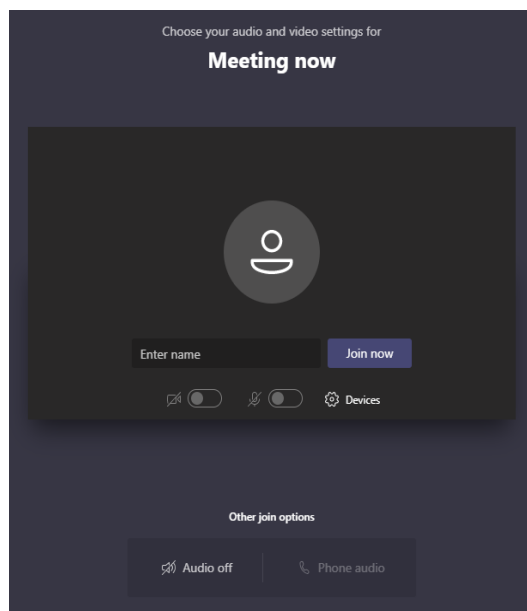 Choose your audio and video settings for
Meeting now
Enter name
Join now
Devices
Other join options
Audio off
Phone audio